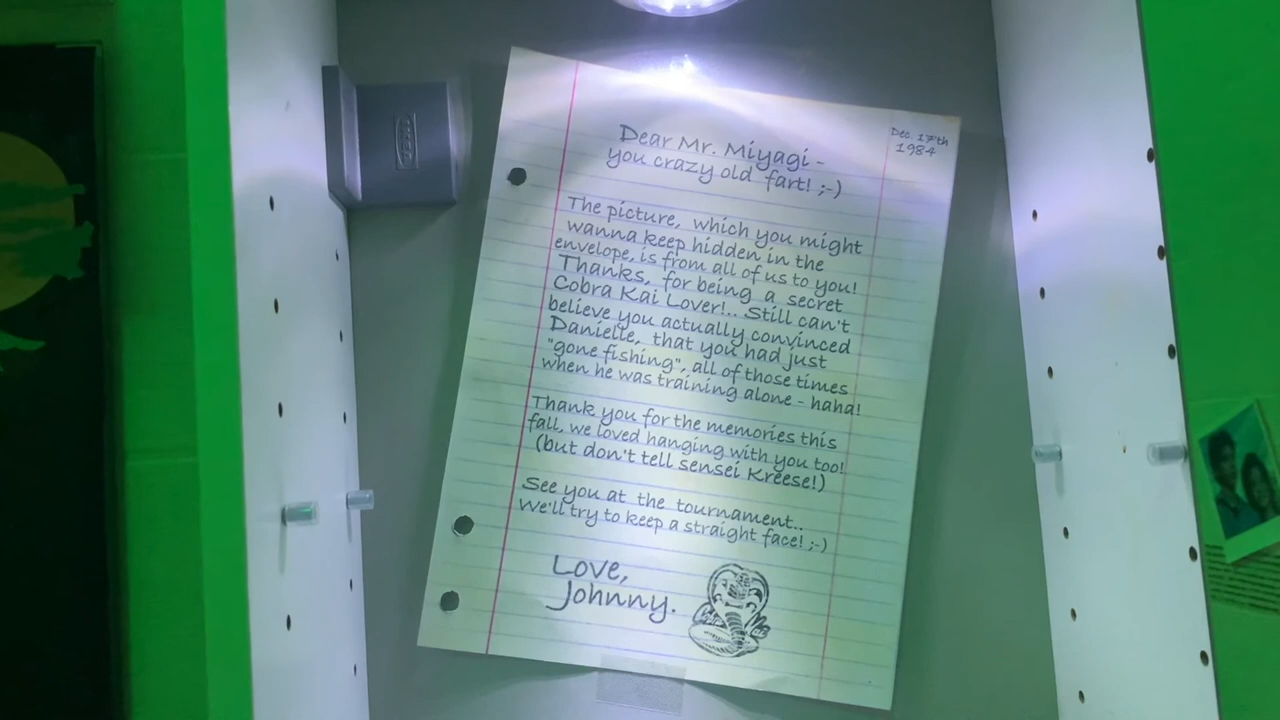 Dec. 17th
1984
Dear Mr. Miyagi -
you crazy old fart! ;-)
The picture, which you might
wanna keep hidden in the
envelope, is from all of us to you!
Thanks, for being a secret
Cobra Kai Lover!.. Still can't
believe you actually convinced
Danielle, that you had just
"gone fishing", all of those times
when he was training alone - haha!
Thank you for the memories this
fall, we loved hanging with you too!
(but don't tell sensei Kreese!)
See you at the tournament..
We'll try to keep a straight face! ;-)
Love,
Johnny.